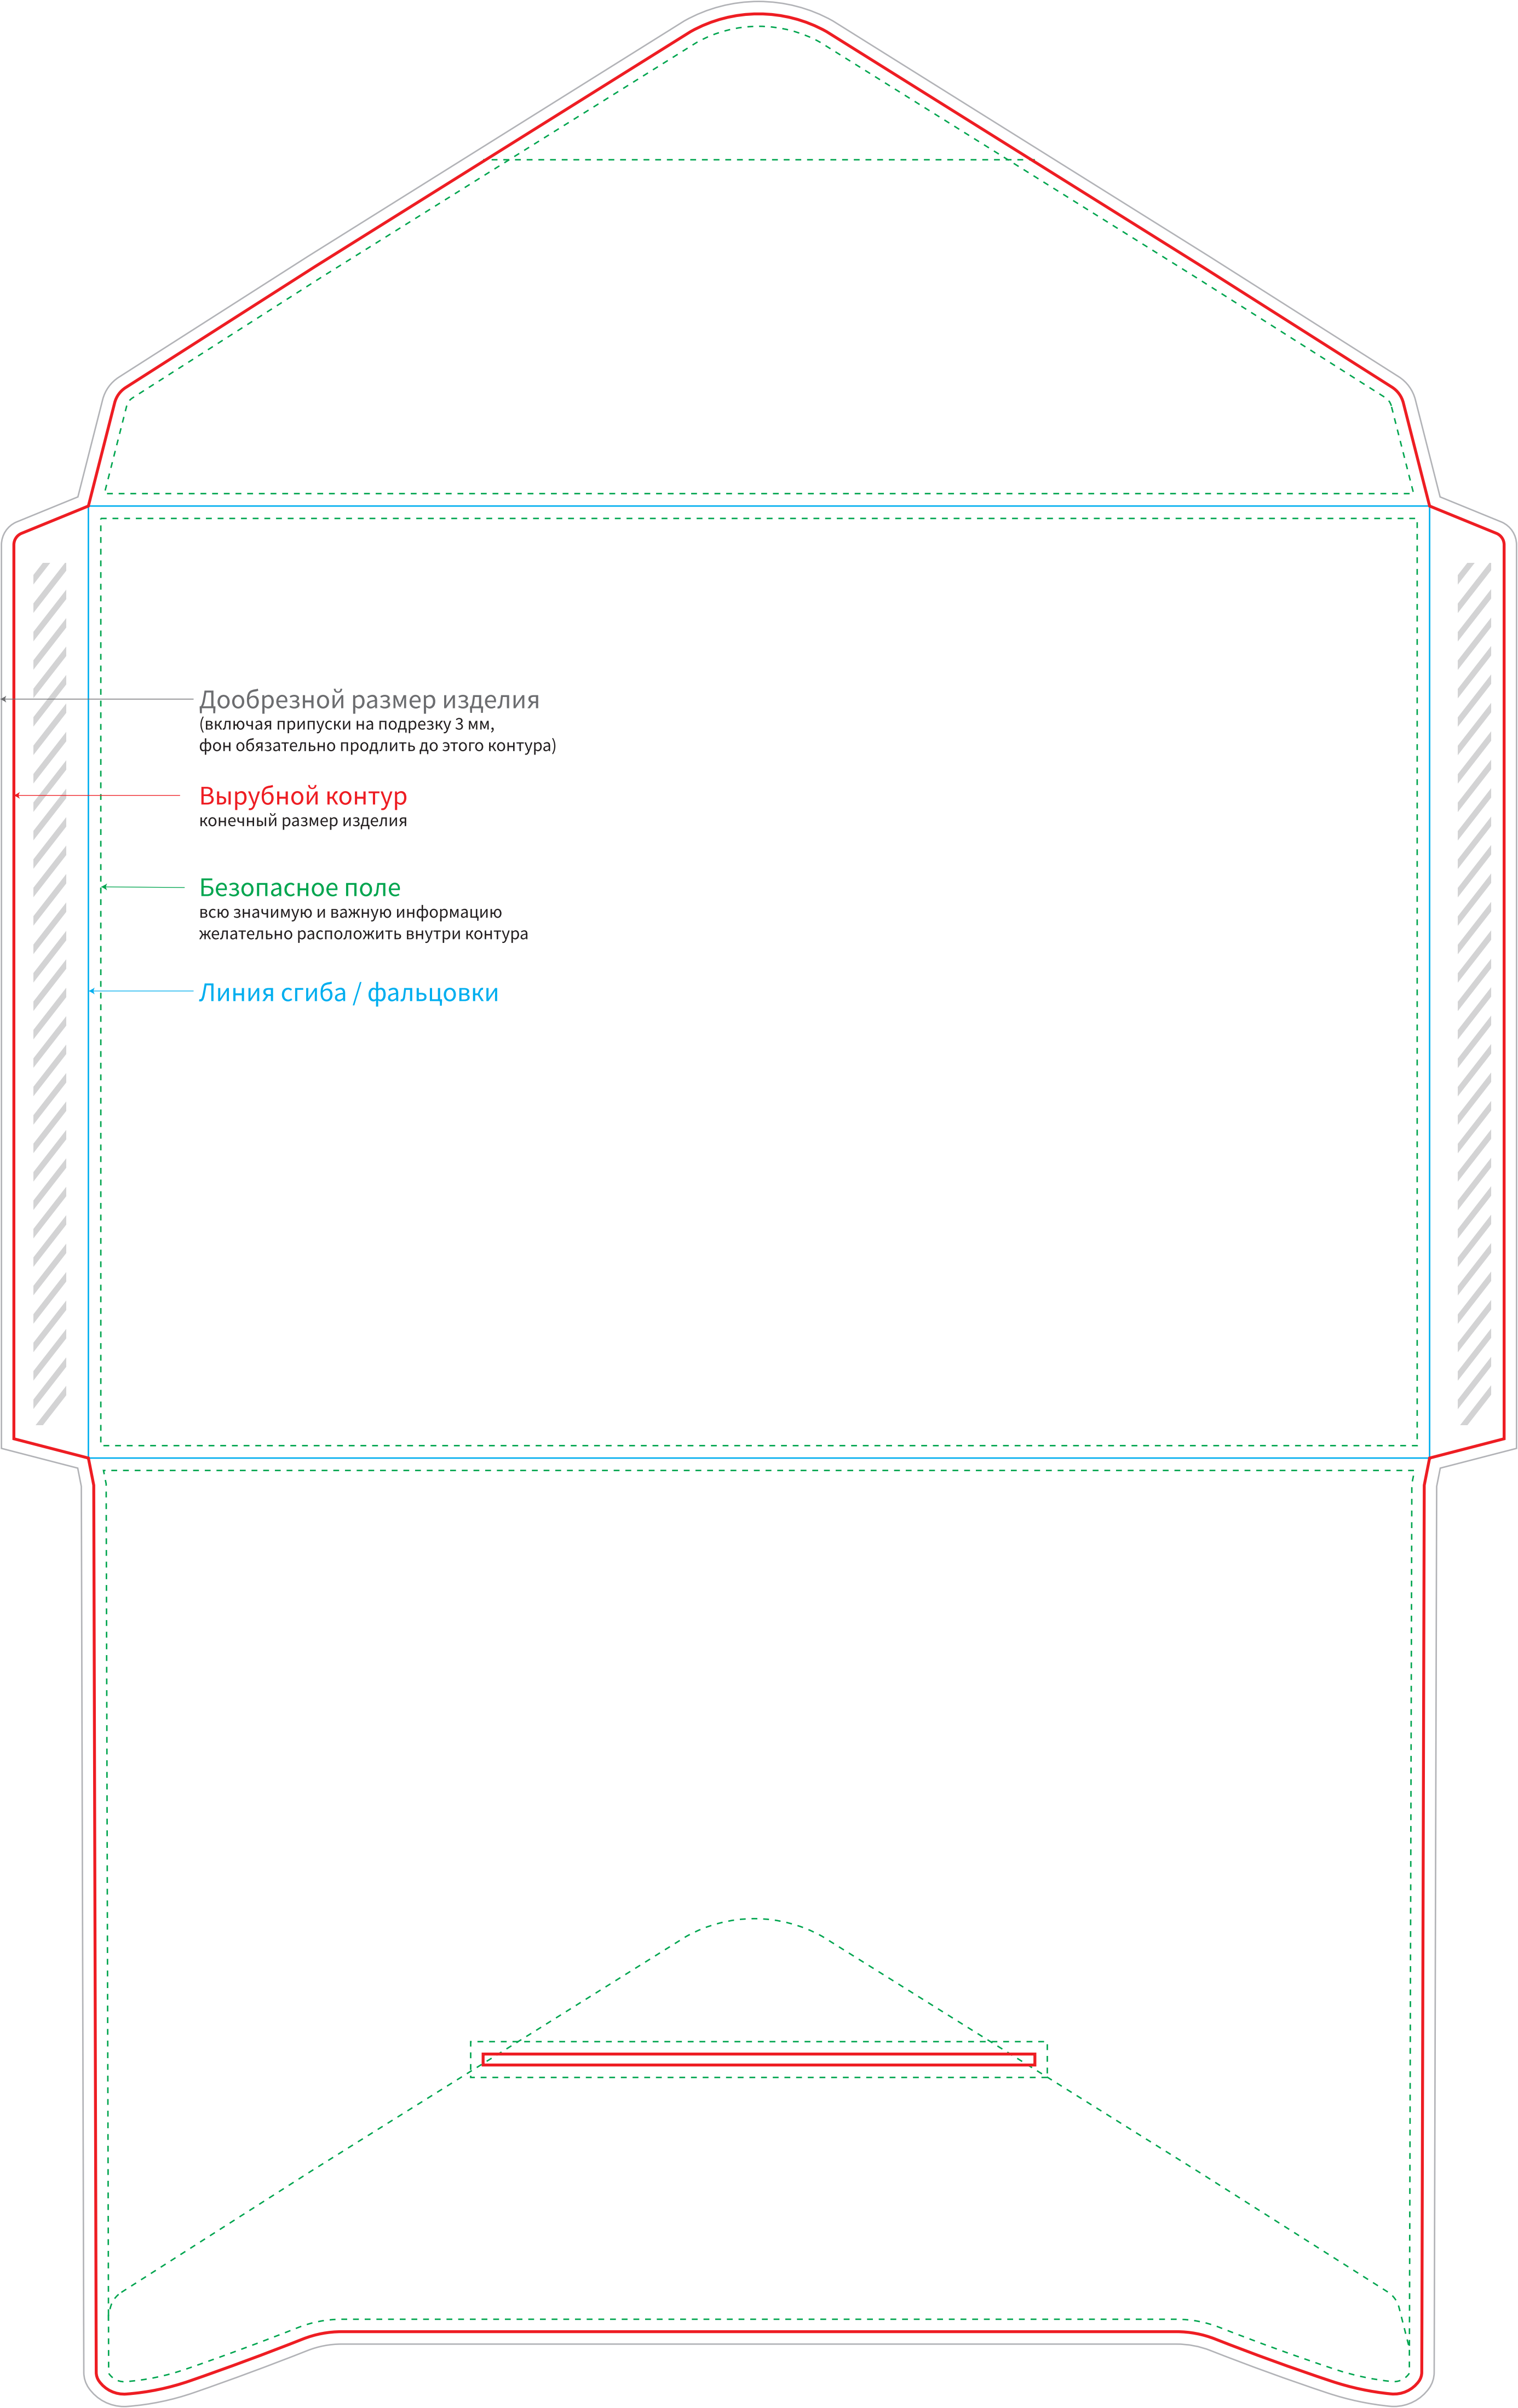 Дообрезной размер изделия
(включая припуски на подрезку 3 мм,
фон обязательно продлить до этого контура)
Вырубной контур
конечный размер изделия
Безопасное поле
всю значимую и важную информацию
желательно расположить внутри контура
Линия сгиба / фальцовки